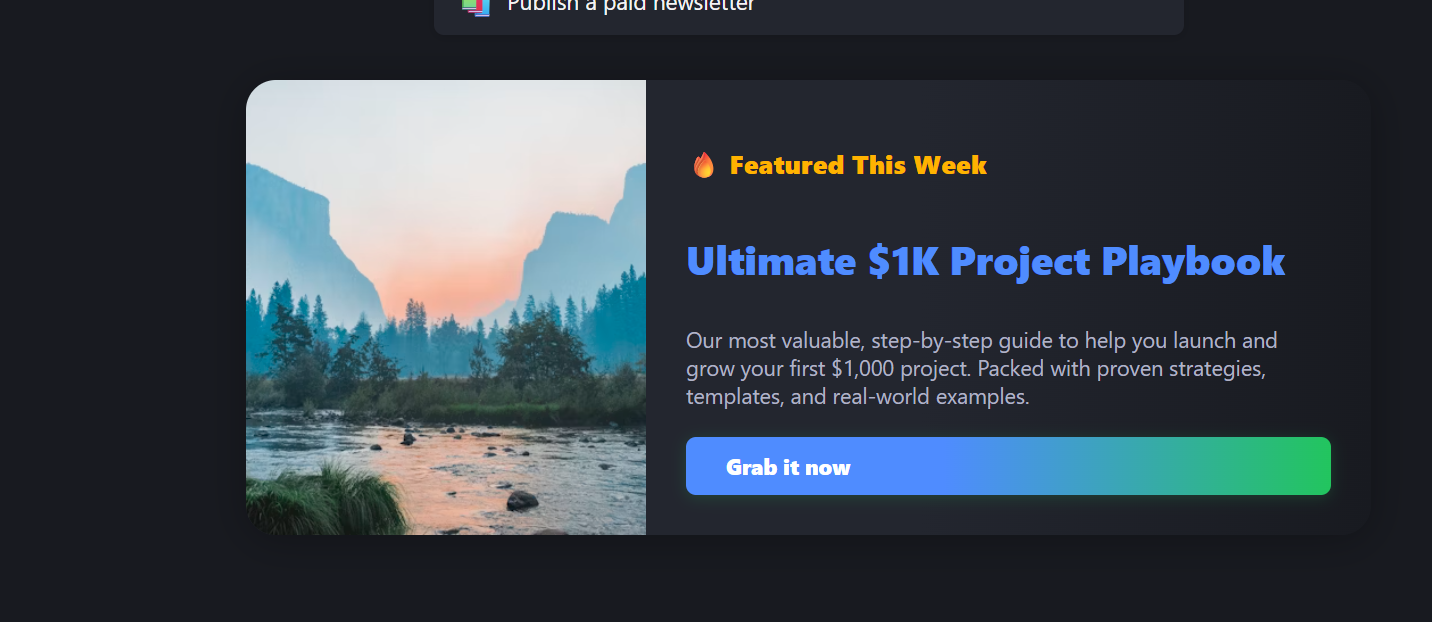 Publish a paid newsletter
🔥 Featured This Week
Ultimate $1K Project Playbook
Our most valuable, step-by-step guide to help you launch and
grow your first $1,000 project. Packed with proven strategies,
templates, and real-world examples.
Grab it now